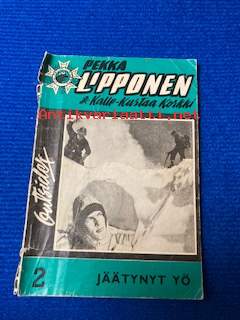 PEKKA
LIPPONEN
& Kalle-Kustaa Korkki
Antikvariaatti.net
Outsider
2 JÄÄTYNYT YÖ